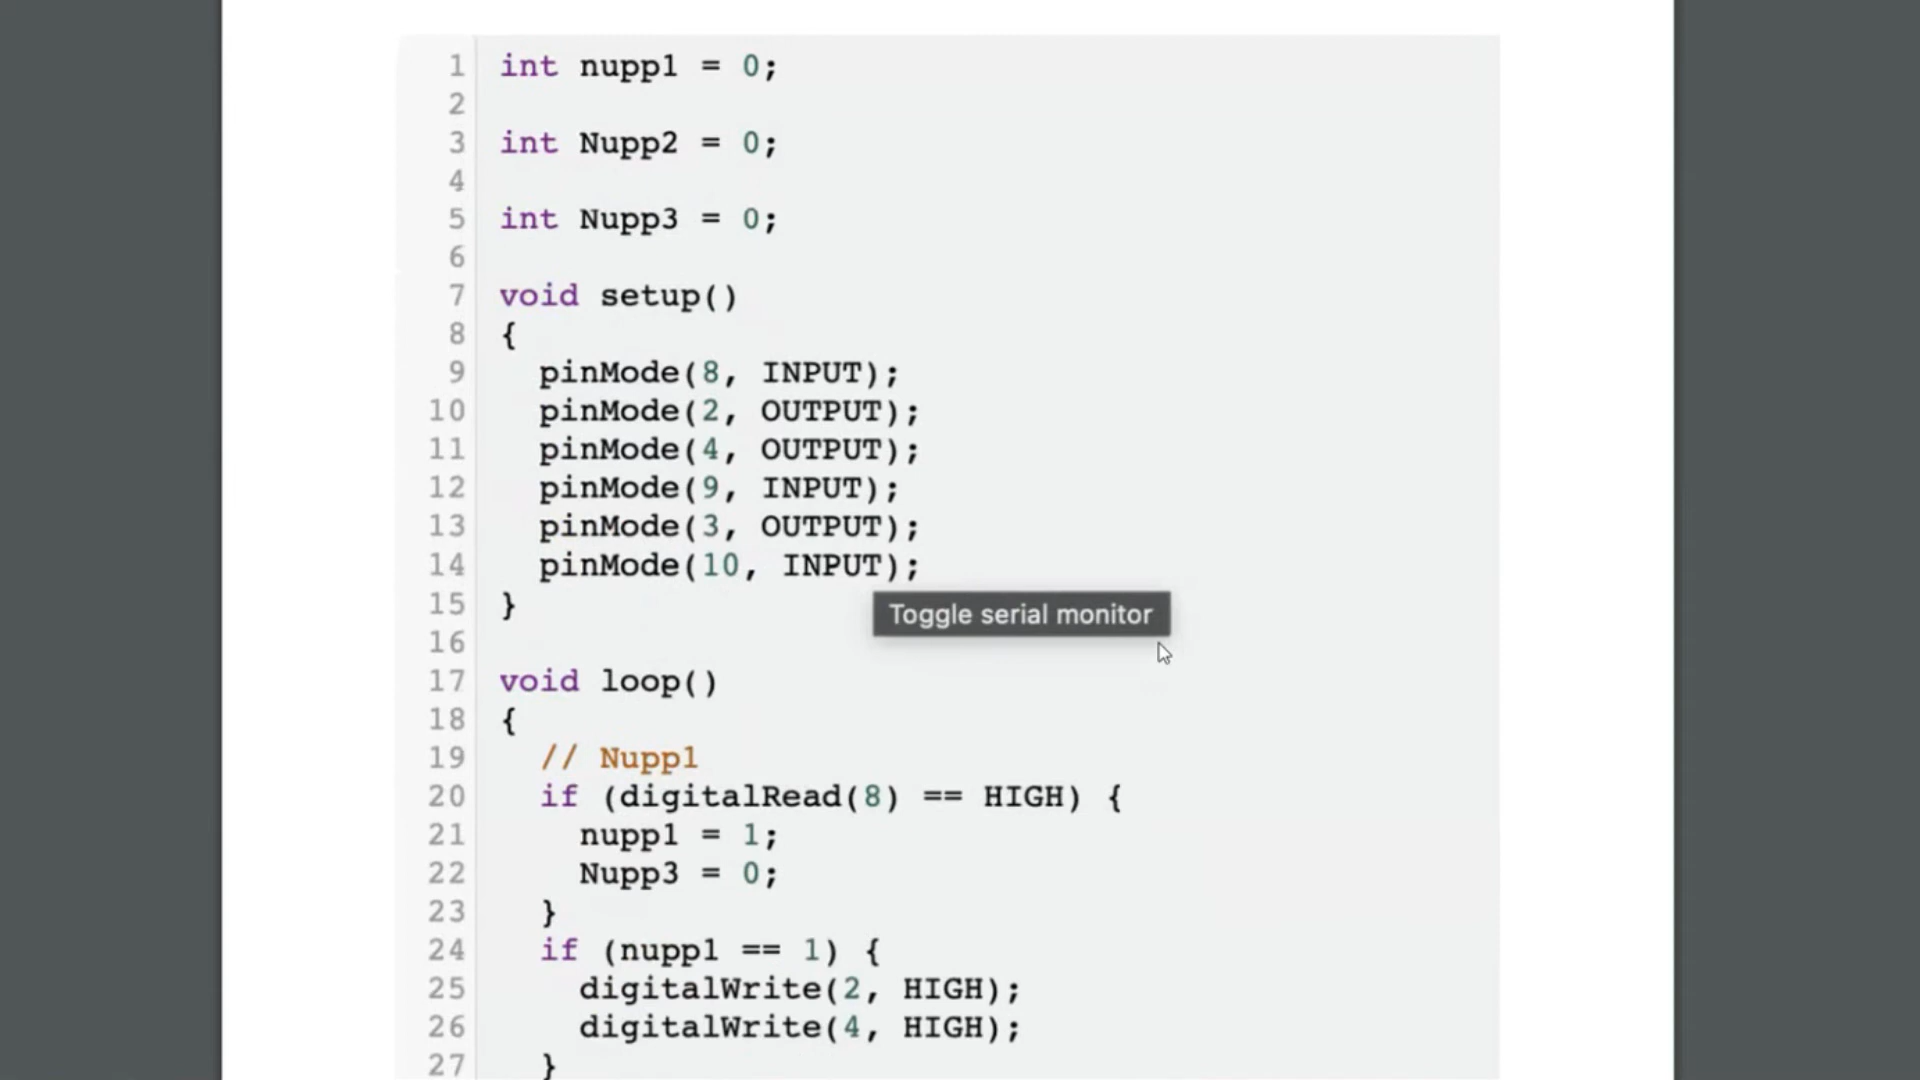 1 int nupp1 = 0;
2
3 int Nupp2 = 0;
4
5 int Nupp3 = 0;
6
7 void setup()
8 {
9 pinMode(8, INPUT);
10 pinMode(2, OUTPUT);
11 pinMode(4, OUTPUT);
12 pinMode(9, INPUT);
13 pinMode(3, OUTPUT);
14 pinMode(10, INPUT);
15 }
Toggle serial monitor
16
17 void loop()
18 {
19 // Nupp1
20 if (digitalRead(8) == HIGH) {
21 nupp1 = 1;
22 Nupp3 = 0;
23 }
24 if (nupp1 == 1) {
25 digitalWrite(2, HIGH);
26 digitalWrite(4, HIGH);
27 }